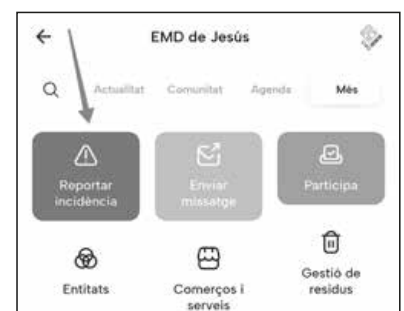 EMD de Jesús
Actualitat Comunitat Agenda Més
Reportar
incidència
Enviar
missatge
Participa
Entitats
Comerços i
serveis
Gestió de
residus